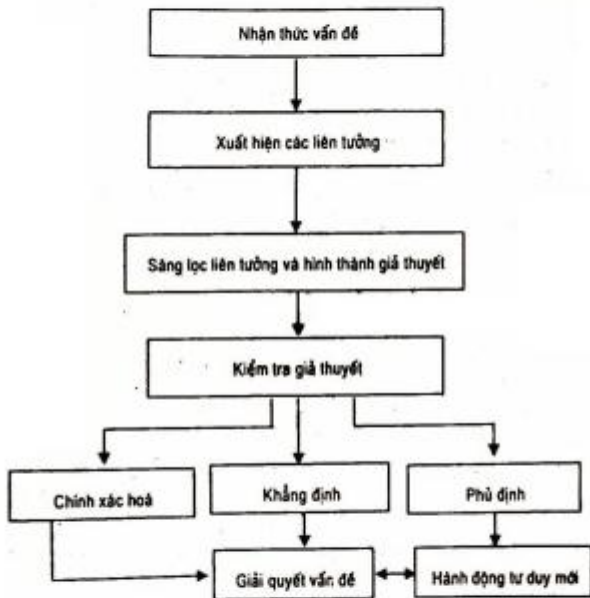 Nhận thức vấn đề
Xuất hiện các liên tưởng
Sàng lọc liên tưởng và hình thành giả thuyết
Kiểm tra giả thuyết
Chính xác hoá
Khẳng định
Phủ định
Giải quyết vấn đề
Hành động tư duy mới